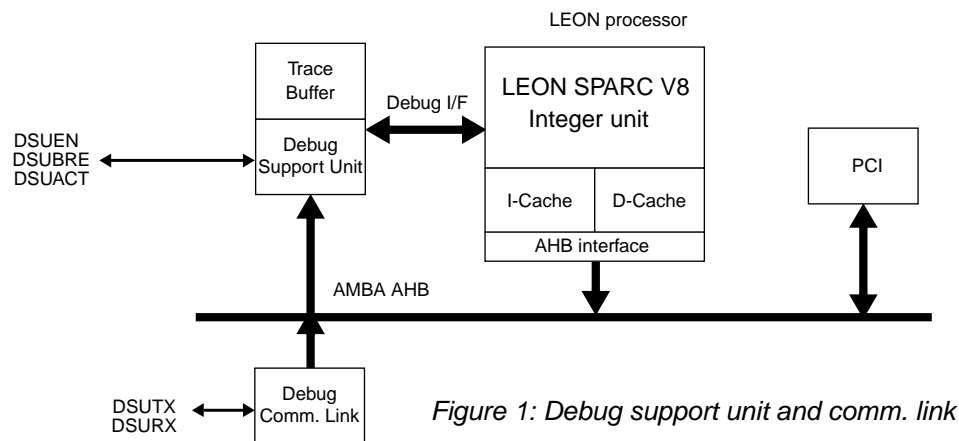 LEON processor
Trace
Buffer
Debug I/F
LEON SPARC V8
Integer unit
DSUEN
DSUBRE
DSUACT
Debug
Support Unit
PCI
I-Cache
D-Cache
AHB interface
AMBA AHB
DSUTX
DSURX
Debug
Comm. Link
Figure 1: Debug support unit and comm. link